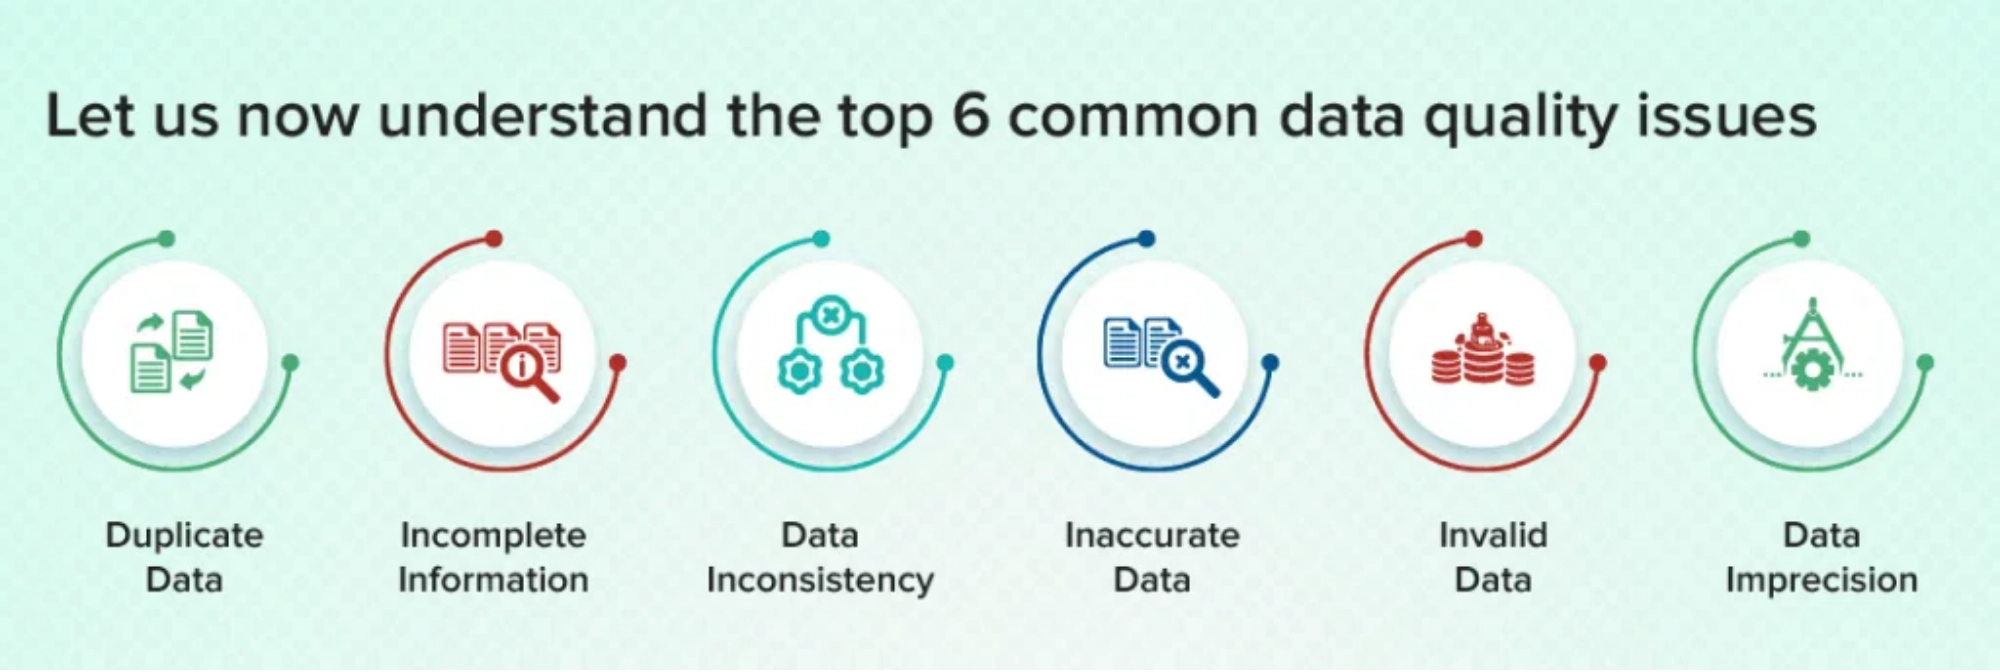 Let us now understand the top 6 common data quality issues
Duplicate
Data
Incomplete
Information
Data
Inconsistency
Inaccurate
Data
Invalid
Data
Data
Imprecision